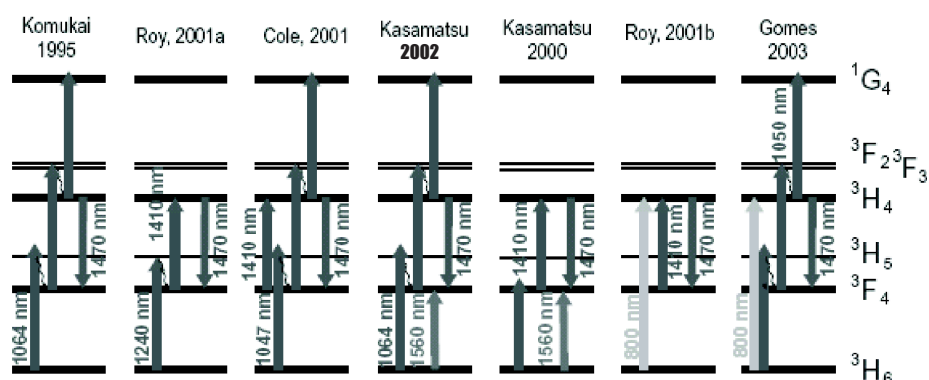 Komukai
1995
Roy, 2001a
Cole, 2001
Kasamatsu
2002
Kasamatsu
2000
Roy, 2001b
Gomes
2003
¹G₄
³F₂³F₃
³H₄
³H₅
³F₄
³H₆
1064 nm
1470 nm
1240 nm
1410 nm
1470 nm
1410 nm
1047 nm
1470 nm
1064 nm
1560 nm
1470 nm
1410 nm
1560 nm
1470 nm
800 nm
1410 nm
1470 nm
800 nm
1050 nm
1470 nm